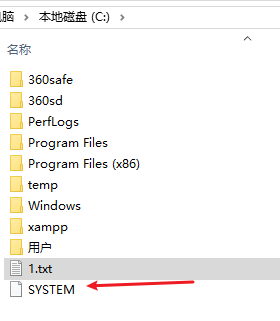 电脑 > 本地磁盘 (C:) >
名称
360safe
360sd
PerfLogs
Program Files
Program Files (x86)
temp
Windows
xampp
用户
1.txt
SYSTEM